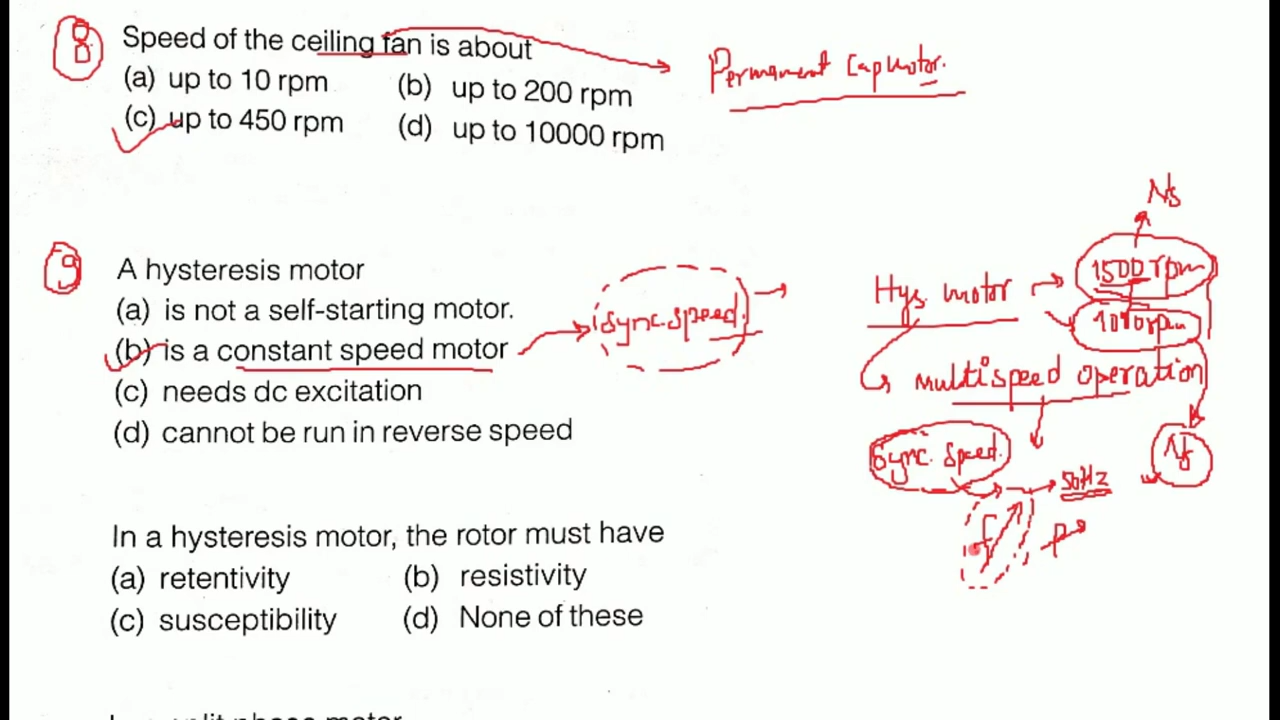 8
Speed of the ceiling fan is about
(a) up to 10 rpm (b) up to 200 rpm
(c) up to 450 rpm (d) up to 10000 rpm
Permanent Cap Motor.
9
A hysteresis motor
(a) is not a self-starting motor.
(b) is a constant speed motor
(c) needs dc excitation
(d) cannot be run in reverse speed
Sync. speed.
Hys. motor
1500 rpm
Ns
rpm
multispeed operation
Sync. speed.
50Hz
Ns
f
P
In a hysteresis motor, the rotor must have
(a) retentivity (b) resistivity
(c) susceptibility (d) None of these